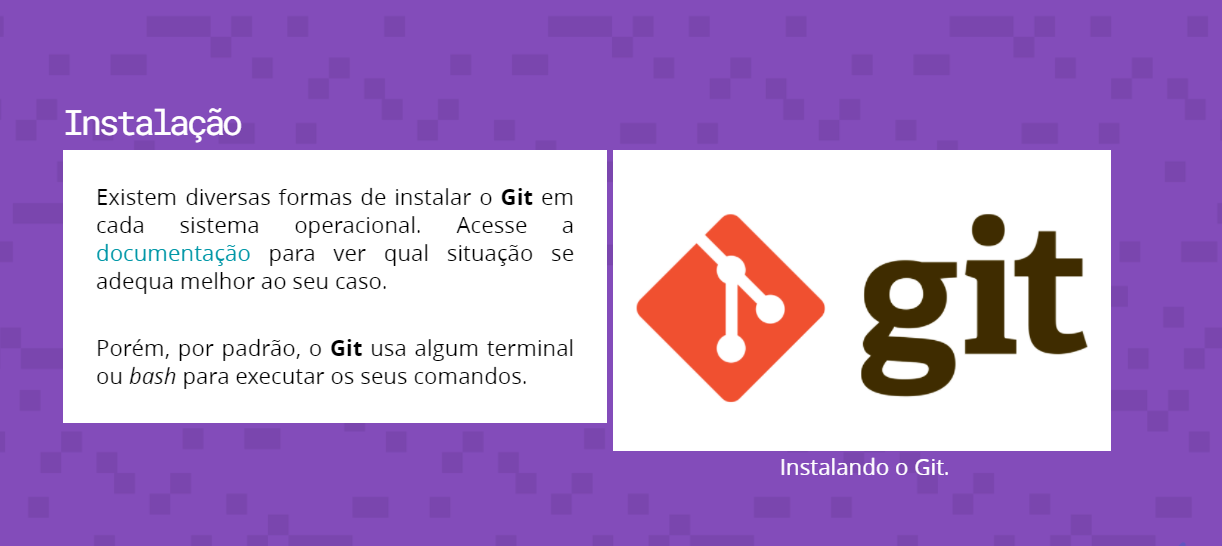 Instalação
Existem diversas formas de instalar o Git em
cada sistema operacional. Acesse a
documentação para ver qual situação se
adequa melhor ao seu caso.
Porém, por padrão, o Git usa algum terminal
ou bash para executar os seus comandos.
git
Instalando o Git.